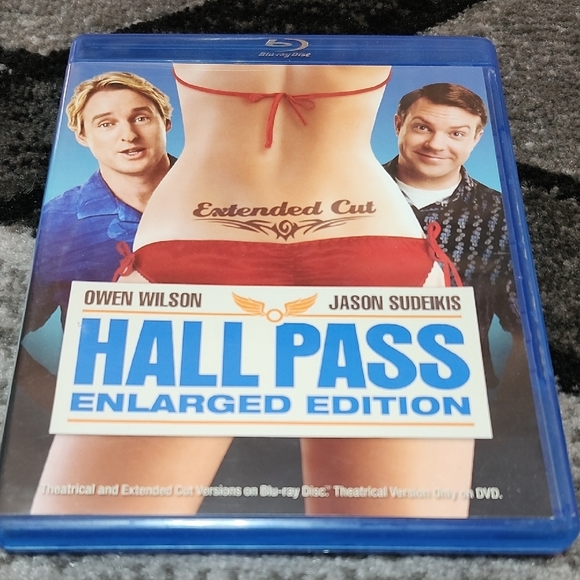 Blu-ray Disc
Extended Cut
OWEN WILSON JASON SUDEIKIS
HALL PASS
ENLARGED EDITION
Theatrical and Extended Cut Versions on Blu-ray Disc.™ Theatrical Version Only on DVD.